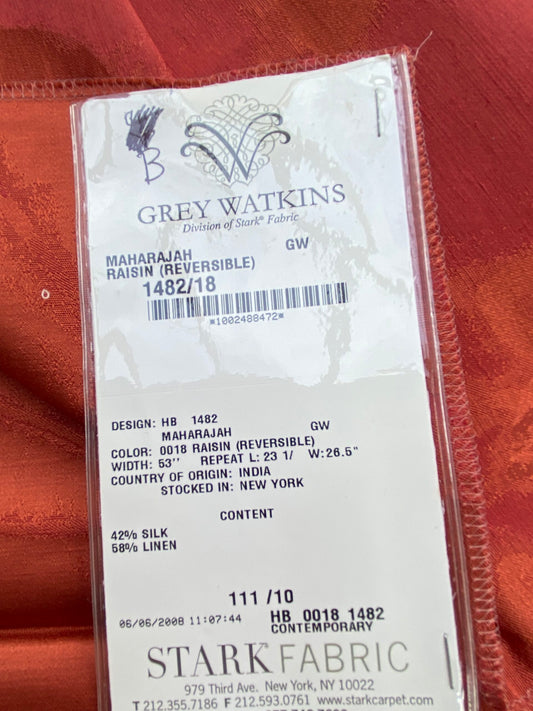 B
GREY WATKINS
Division of Stark® Fabric
MAHARAJAH GW
RAISIN (REVERSIBLE)
1482/18
*1002488472*
DESIGN: HB 1482
MAHARAJAH GW
COLOR: 0018 RAISIN (REVERSIBLE)
WIDTH: 53'' REPEAT L: 23 1/ W:26.5"
COUNTRY OF ORIGIN: INDIA
STOCKED IN: NEW YORK
CONTENT
42% SILK
58% LINEN
111 /10
06/06/2008 11:07:44 HB 0018 1482
CONTEMPORARY
STARK FABRIC
979 Third Ave. New York, NY 10022
T 212.355.7186 F 212.593.0761 www.starkcarpet.com